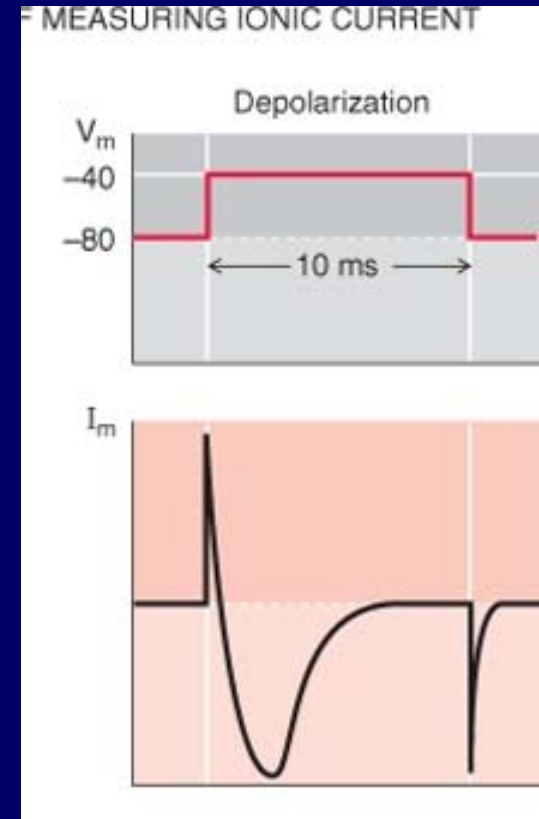 F MEASURING IONIC CURRENT
Depolarization
Vm
–40
–80
10 ms
Im